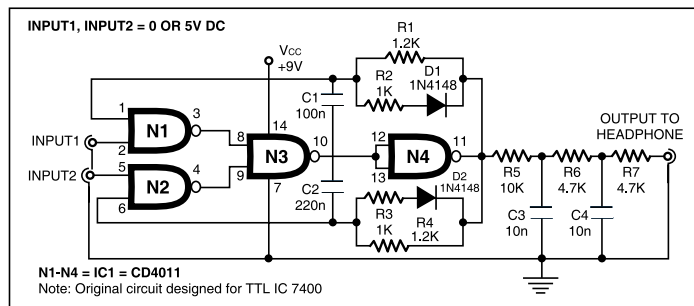 INPUT1, INPUT2 = 0 OR 5V DC
R1
1.2K
VCC
+9V
R2
1K
D1
1N4148
C1
100n
1
3
N1
2
INPUT1
INPUT2
5
4
N2
6
14
8
10
N3
9
7
12
11
N4
13
OUTPUT TO
HEADPHONE
R5
10K
R6
4.7K
R7
4.7K
C2
220n
D2
1N4148
R3
1K
R4
1.2K
C3
10n
C4
10n
N1-N4 = IC1 = CD4011
Note: Original circuit designed for TTL IC 7400